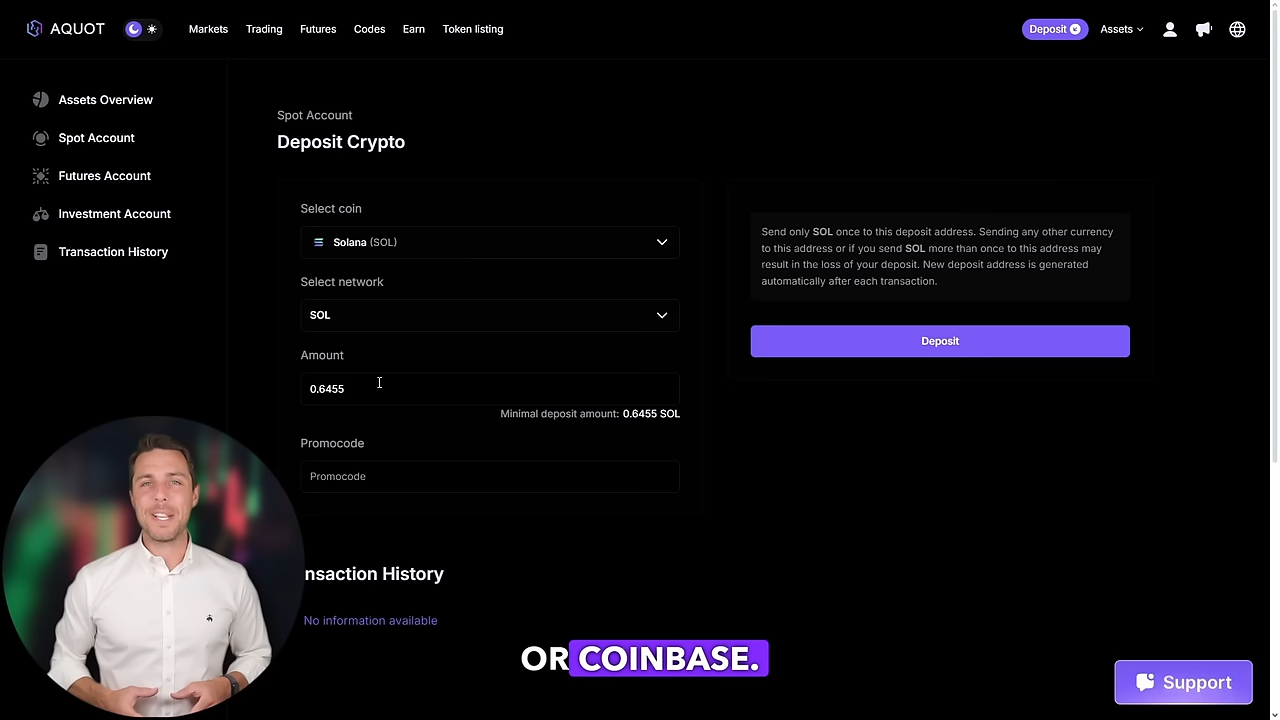 AQUOT
Markets
Trading
Futures
Codes
Earn
Token listing
Deposit
Assets
Assets Overview
Spot Account
Futures Account
Investment Account
Transaction History
Spot Account
Deposit Crypto
Select coin
Solana (SOL)
Select network
SOL
Amount
0.6455
Minimal deposit amount: 0.6455 SOL
Promocode
Promocode
Send only SOL once to this deposit address. Sending any other currency
to this address or if you send SOL more than once to this address may
result in the loss of your deposit. New deposit address is generated
automatically after each transaction.
Deposit
nsaction History
No information available
OR COINBASE.
Support